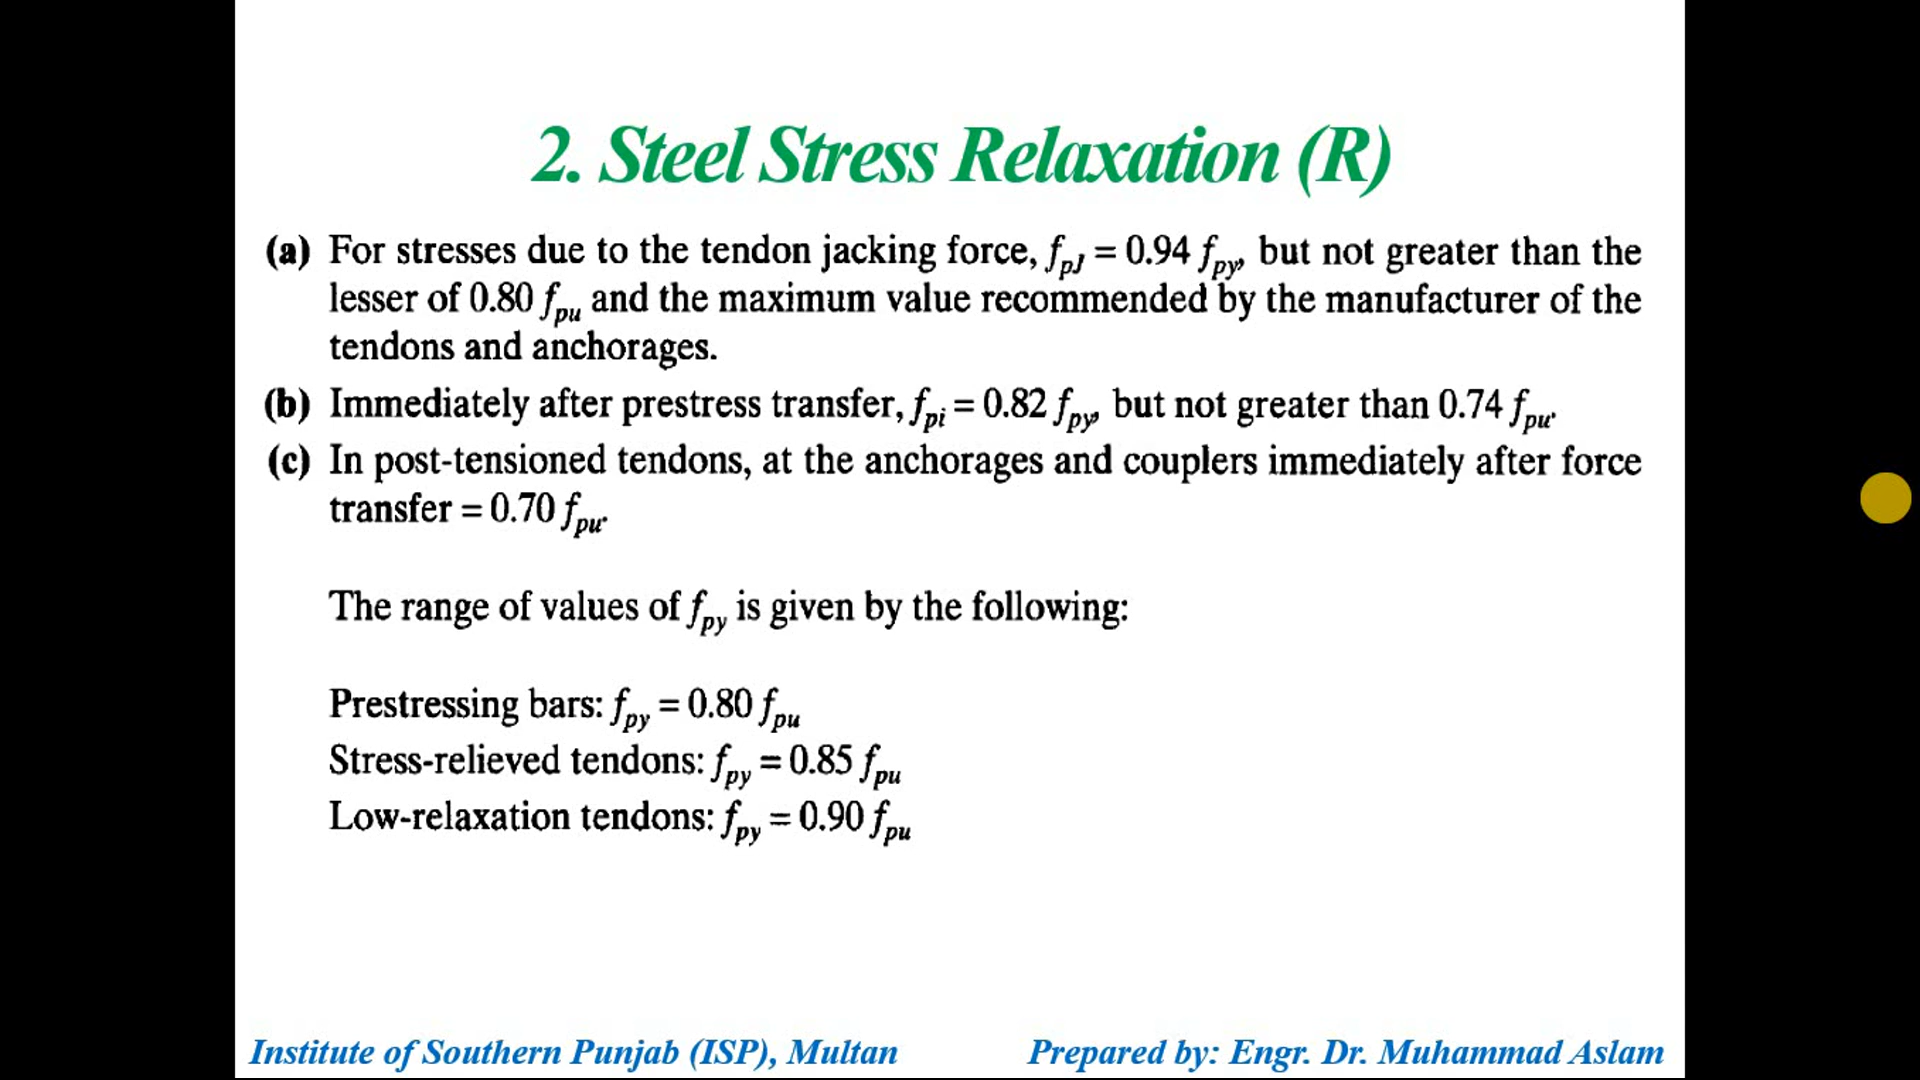 2. Steel Stress Relaxation (R)
(a) For stresses due to the tendon jacking force, fpJ = 0.94 fpy, but not greater than the
lesser of 0.80 fpu and the maximum value recommended by the manufacturer of the
tendons and anchorages.
(b) Immediately after prestress transfer, fpi = 0.82 fpy, but not greater than 0.74 fpu.
(c) In post-tensioned tendons, at the anchorages and couplers immediately after force
transfer = 0.70 fpu.
The range of values of fpy is given by the following:
Prestressing bars: fpy = 0.80 fpu
Stress-relieved tendons: fpy = 0.85 fpu
Low-relaxation tendons: fpy = 0.90 fpu
Institute of Southern Punjab (ISP), Multan
Prepared by: Engr. Dr. Muhammad Aslam